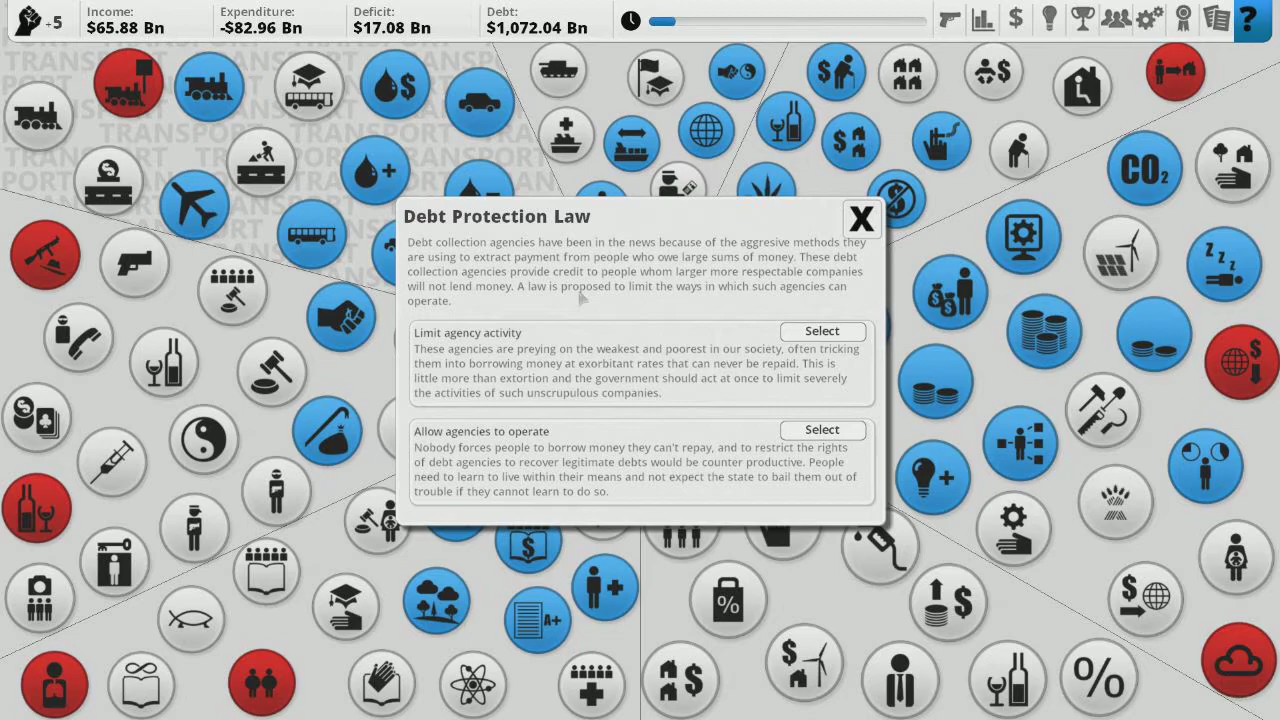 +5
Income:
$65.88 Bn
Expenditure:
-$82.96 Bn
Deficit:
$17.08 Bn
Debt:
$1,072.04 Bn
?
TRANSPORT
CO2
Z Z Z
Debt Protection Law
X
Debt collection agencies have been in the news because of the aggresive methods they
are using to extract payment from people who owe large sums of money. These debt
collection agencies provide credit to people whom larger more respectable companies
will not lend money. A law is proposed to limit the ways in which such agencies can
operate.
Limit agency activity
Select
These agencies are preying on the weakest and poorest in our society, often tricking
them into borrowing money at exorbitant rates that can never be repaid. This is
little more than extortion and the government should act at once to limit severely
the activities of such unscrupulous companies.
Allow agencies to operate
Select
Nobody forces people to borrow money they can't repay, and to restrict the rights
of debt agencies to recover legitimate debts would be counter productive. People
need to learn to live within their means and not expect the state to bail them out of
trouble if they cannot learn to do so.
A+
%
%